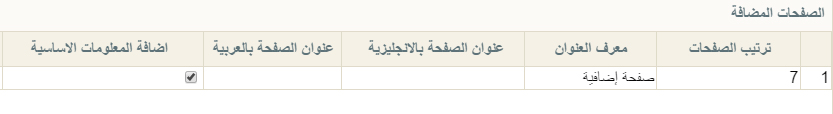 الصفحات المضافة
ترتيب الصفحات معرف العنوان عنوان الصفحة بالانجليزية عنوان الصفحة بالعربية اضافة المعلومات الاساسية
1 7 صفحة إضافية